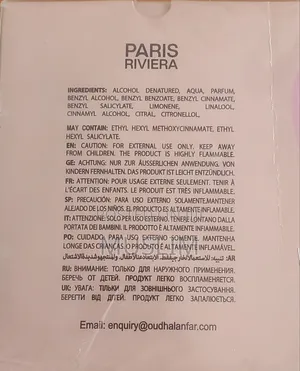 PARIS
RIVIERA
INGREDIENTS: ALCOHOL DENATURED, AQUA, PARFUM,
BENZYL ALCOHOL, BENZYL BENZOATE, BENZYL CINNAMATE,
BENZYL SALICYLATE, LIMONENE, LINALOOL,
CINNAMYL ALCOHOL, CITRAL, CITRONELLOL,
MAY CONTAIN: ETHYL HEXYL METHOXYCINNAMATE, ETHYL
HEXYL SALICYLATE.
EN: CAUTION: FOR EXTERNAL USE ONLY. KEEP AWAY
FROM CHILDREN. THE PRODUCT IS HIGHLY FLAMMABLE.
GE: ACHTUNG: NUR ZUR ÄUSSERLICHEN ANWENDUNG. VON
KINDERN FERNHALTEN. DAS PRODUKT IST LEICHT ENTZÜNDLICH.
FR: ATTENTION: POUR USAGE EXTERNE SEULEMENT. TENIR À
L'ÉCART DES ENFANTS. LE PRODUIT EST TRÈS INFLAMMABLE.
SP: PRECAUCIÓN: PARA USO EXTERNO SOLAMENTE, MANTENER
ALEJADO DE LOS NIÑOS. EL PRODUCTO ES ALTAMENTE INFLAMABLE.
IT: ATTENZIONE: SOLO PER USO ESTERNO. TENERE LONTANO DALLA
PORTATA DEI BAMBINI. IL PRODOTTO È ALTAMENTE INFIAMMABILE.
PO: CUIDADO: PARA USO EXTERNO SOMENTE. MANTENHA
LONGE DAS CRIANÇAS. O PRODUTO É ALTAMENTE INFLAMÁVEL.
AR:
RU: ВНИМАНИЕ: ТОЛЬКО ДЛЯ НАРУЖНОГО ПРИМЕНЕНИЯ.
БЕРЕЧЬ ОТ ДЕТЕЙ. ПРОДУКТ ЛЕГКО ВОСПЛАМЕНЯЕТСЯ.
UK: УВАГА: ТІЛЬКИ ДЛЯ ЗОВНІШНЬОГО ЗАСТОСУВАННЯ.
БЕРЕГТИ ВІД ДІТЕЙ. ПРОДУКТ ЛЕГКО ЗАПАЛЮЄТЬСЯ.
Email: enquiry@oudhalanfar.com